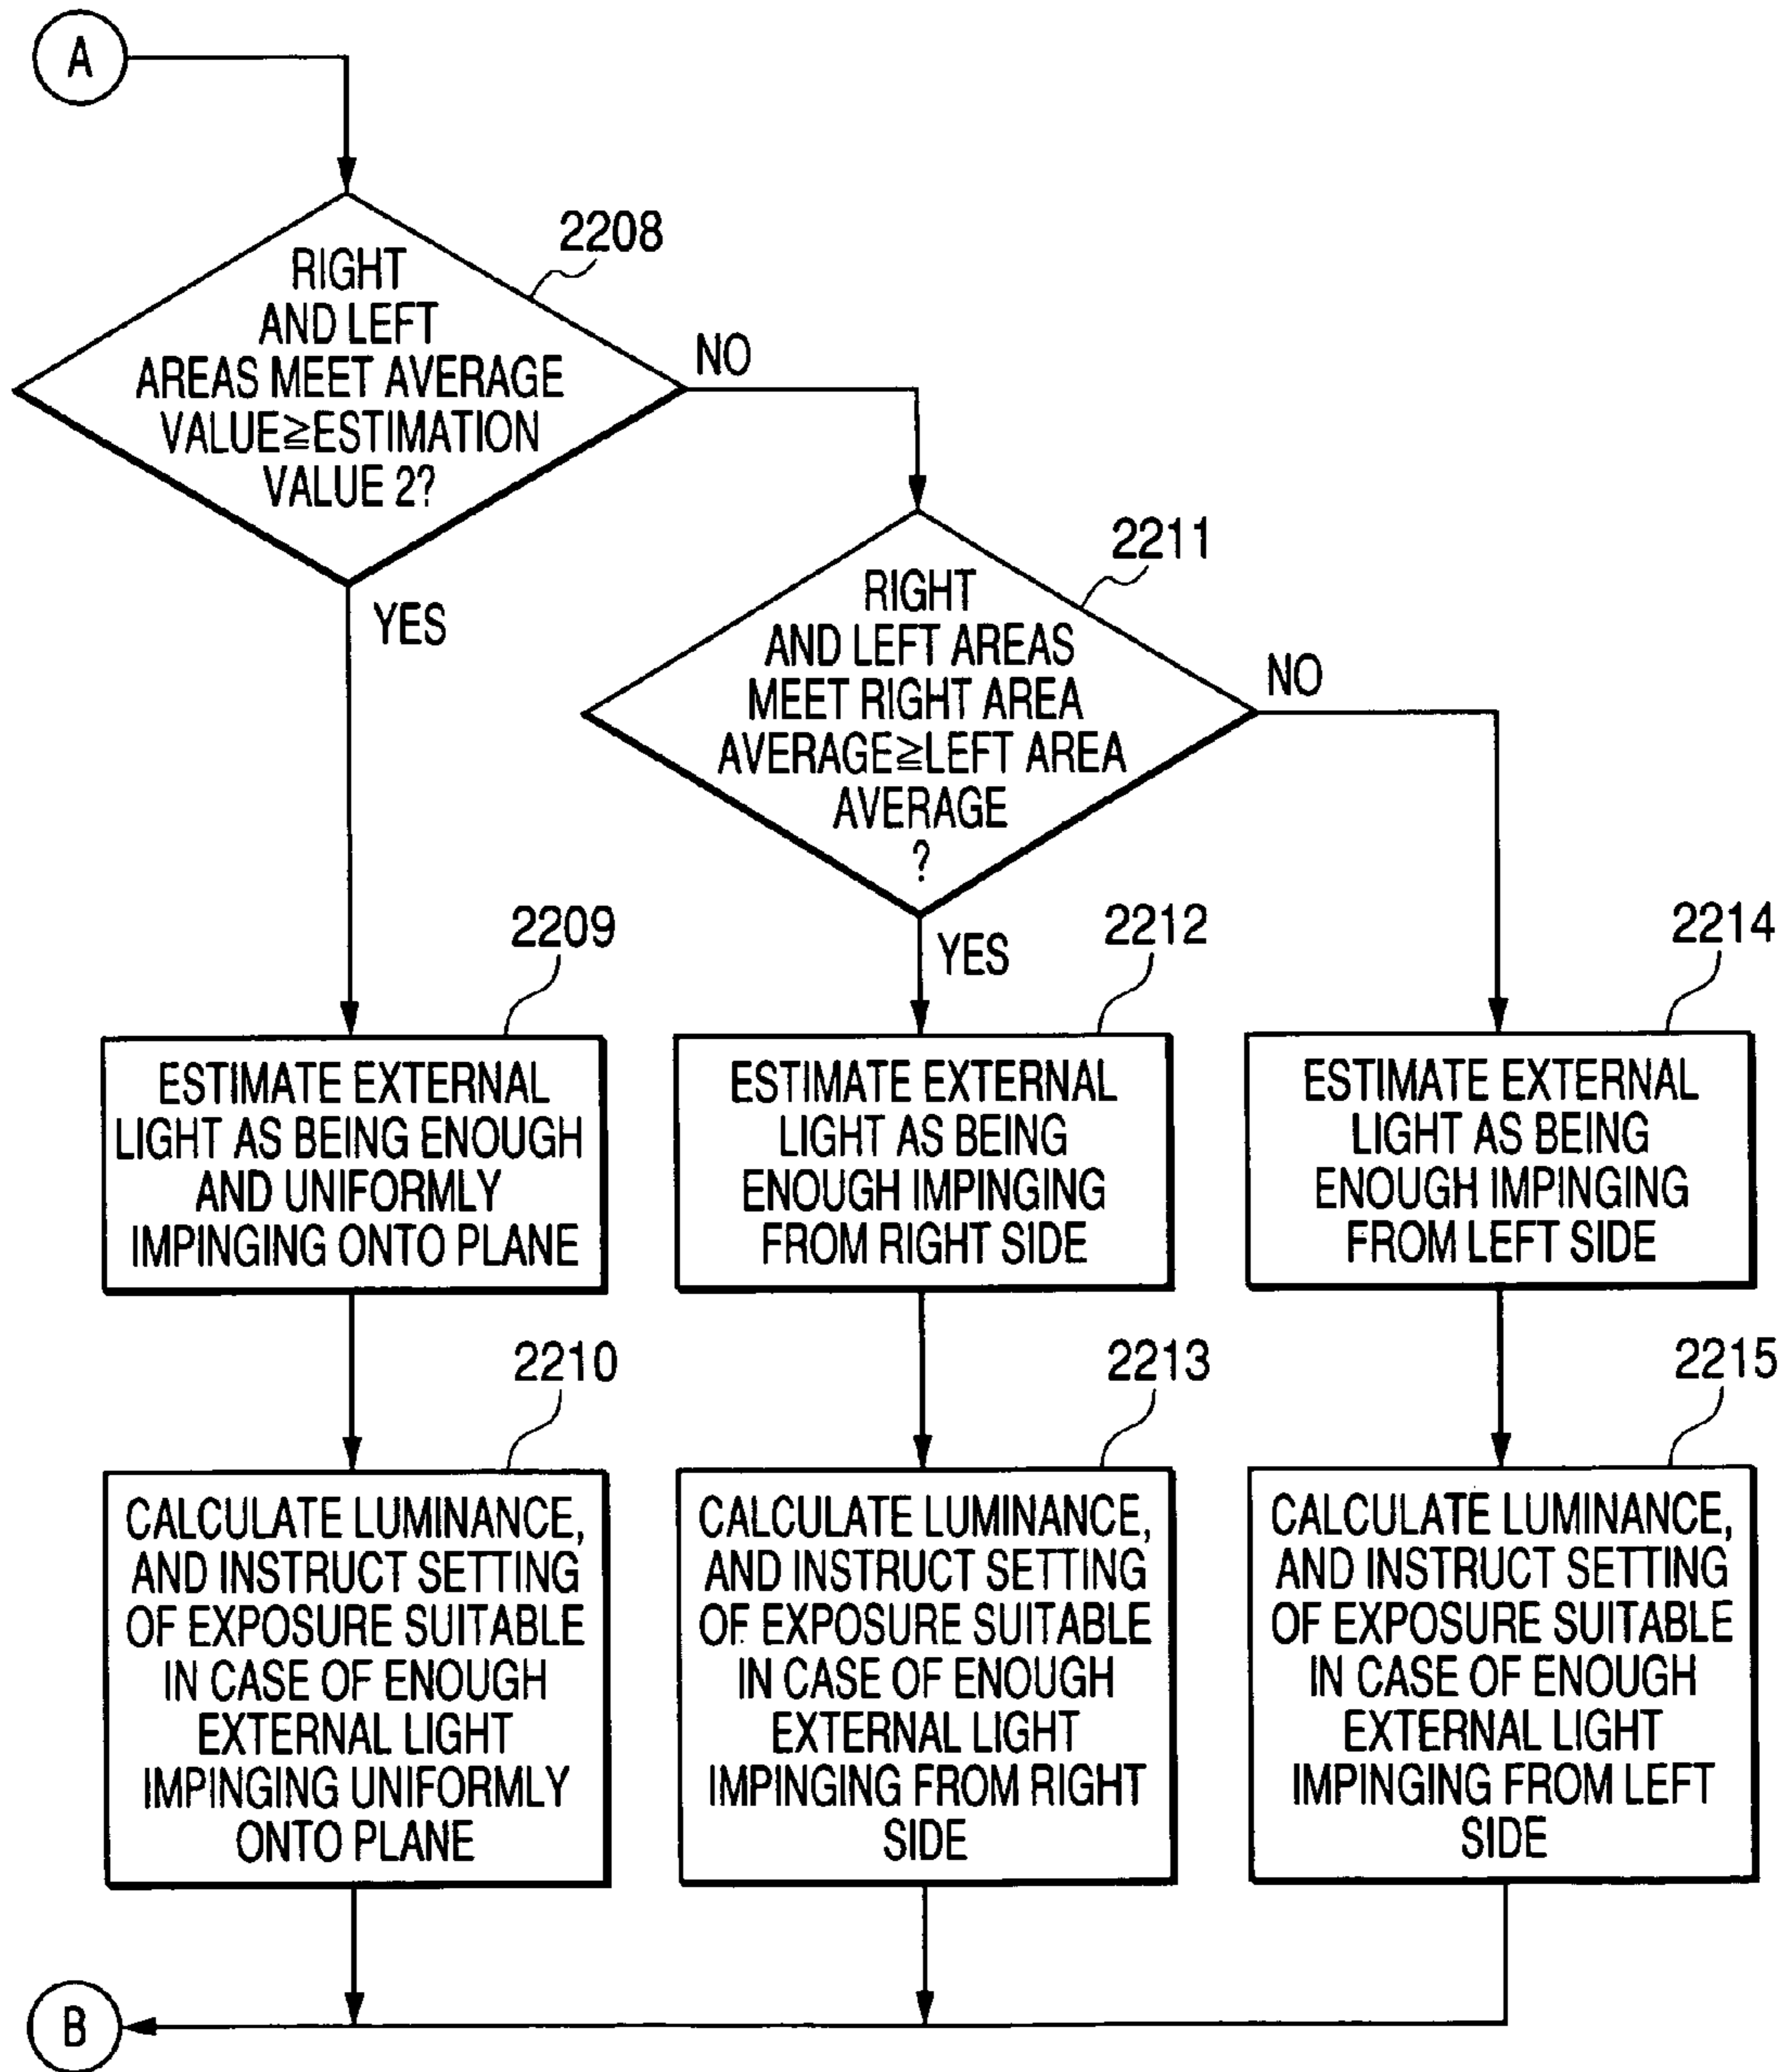 A
2208
RIGHT
AND LEFT
AREAS MEET AVERAGE
VALUE≧ESTIMATION
VALUE 2?
NO
YES
2211
RIGHT
AND LEFT AREAS
MEET RIGHT AREA
AVERAGE≧LEFT AREA
AVERAGE
?
NO
YES
2209
ESTIMATE EXTERNAL
LIGHT AS BEING ENOUGH
AND UNIFORMLY
IMPINGING ONTO PLANE
2212
ESTIMATE EXTERNAL
LIGHT AS BEING
ENOUGH IMPINGING
FROM RIGHT SIDE
2214
ESTIMATE EXTERNAL
LIGHT AS BEING
ENOUGH IMPINGING
FROM LEFT SIDE
2210
CALCULATE LUMINANCE,
AND INSTRUCT SETTING
OF EXPOSURE SUITABLE
IN CASE OF ENOUGH
EXTERNAL LIGHT
IMPINGING UNIFORMLY
ONTO PLANE
2213
CALCULATE LUMINANCE,
AND INSTRUCT SETTING
OF EXPOSURE SUITABLE
IN CASE OF ENOUGH
EXTERNAL LIGHT
IMPINGING FROM RIGHT
SIDE
2215
CALCULATE LUMINANCE,
AND INSTRUCT SETTING
OF EXPOSURE SUITABLE
IN CASE OF ENOUGH
EXTERNAL LIGHT
IMPINGING FROM LEFT
SIDE
B